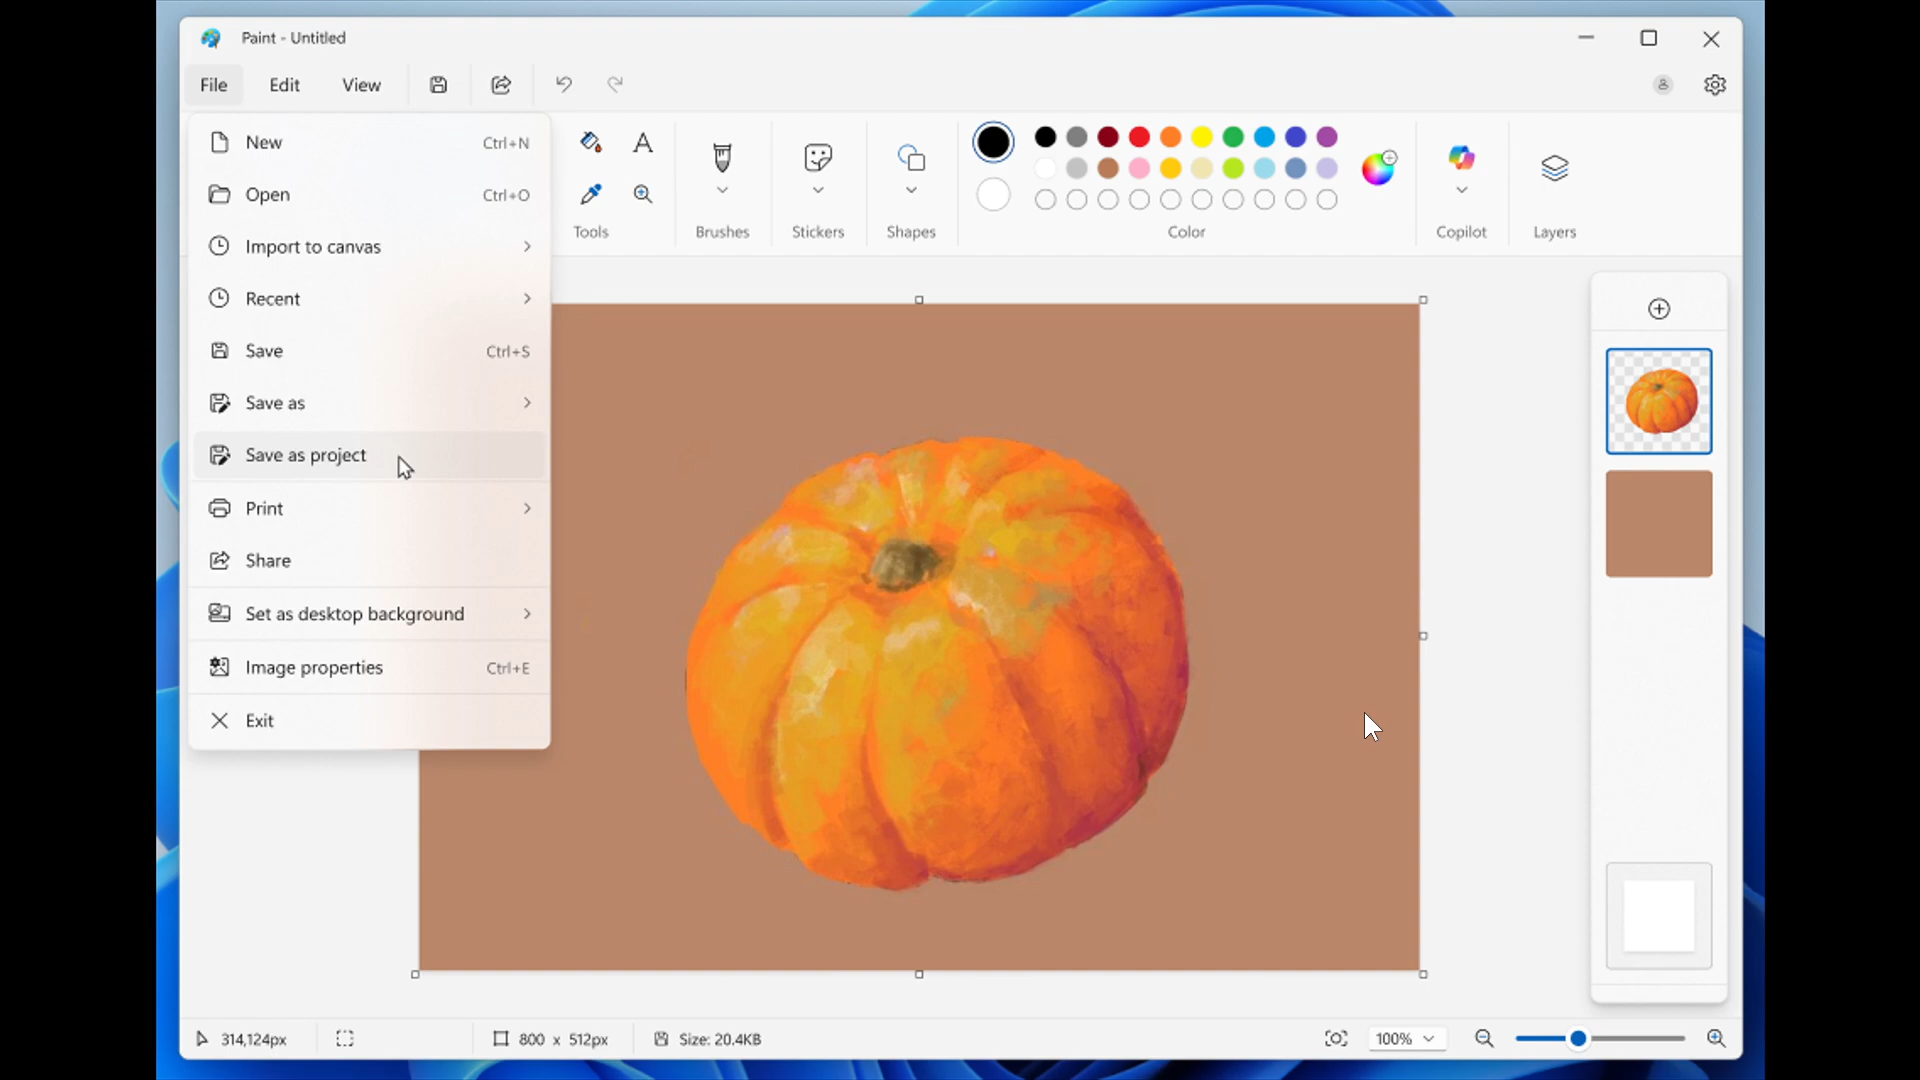 Paint - Untitled
File Edit View
New Ctrl+N
Open Ctrl+O
Import to canvas
Recent
Save Ctrl+S
Save as
Save as project
Print
Share
Set as desktop background
Image properties Ctrl+E
Exit
A
Tools Brushes Stickers Shapes Color Copilot Layers
314,124px 800 x 512px Size: 20.4KB 100%